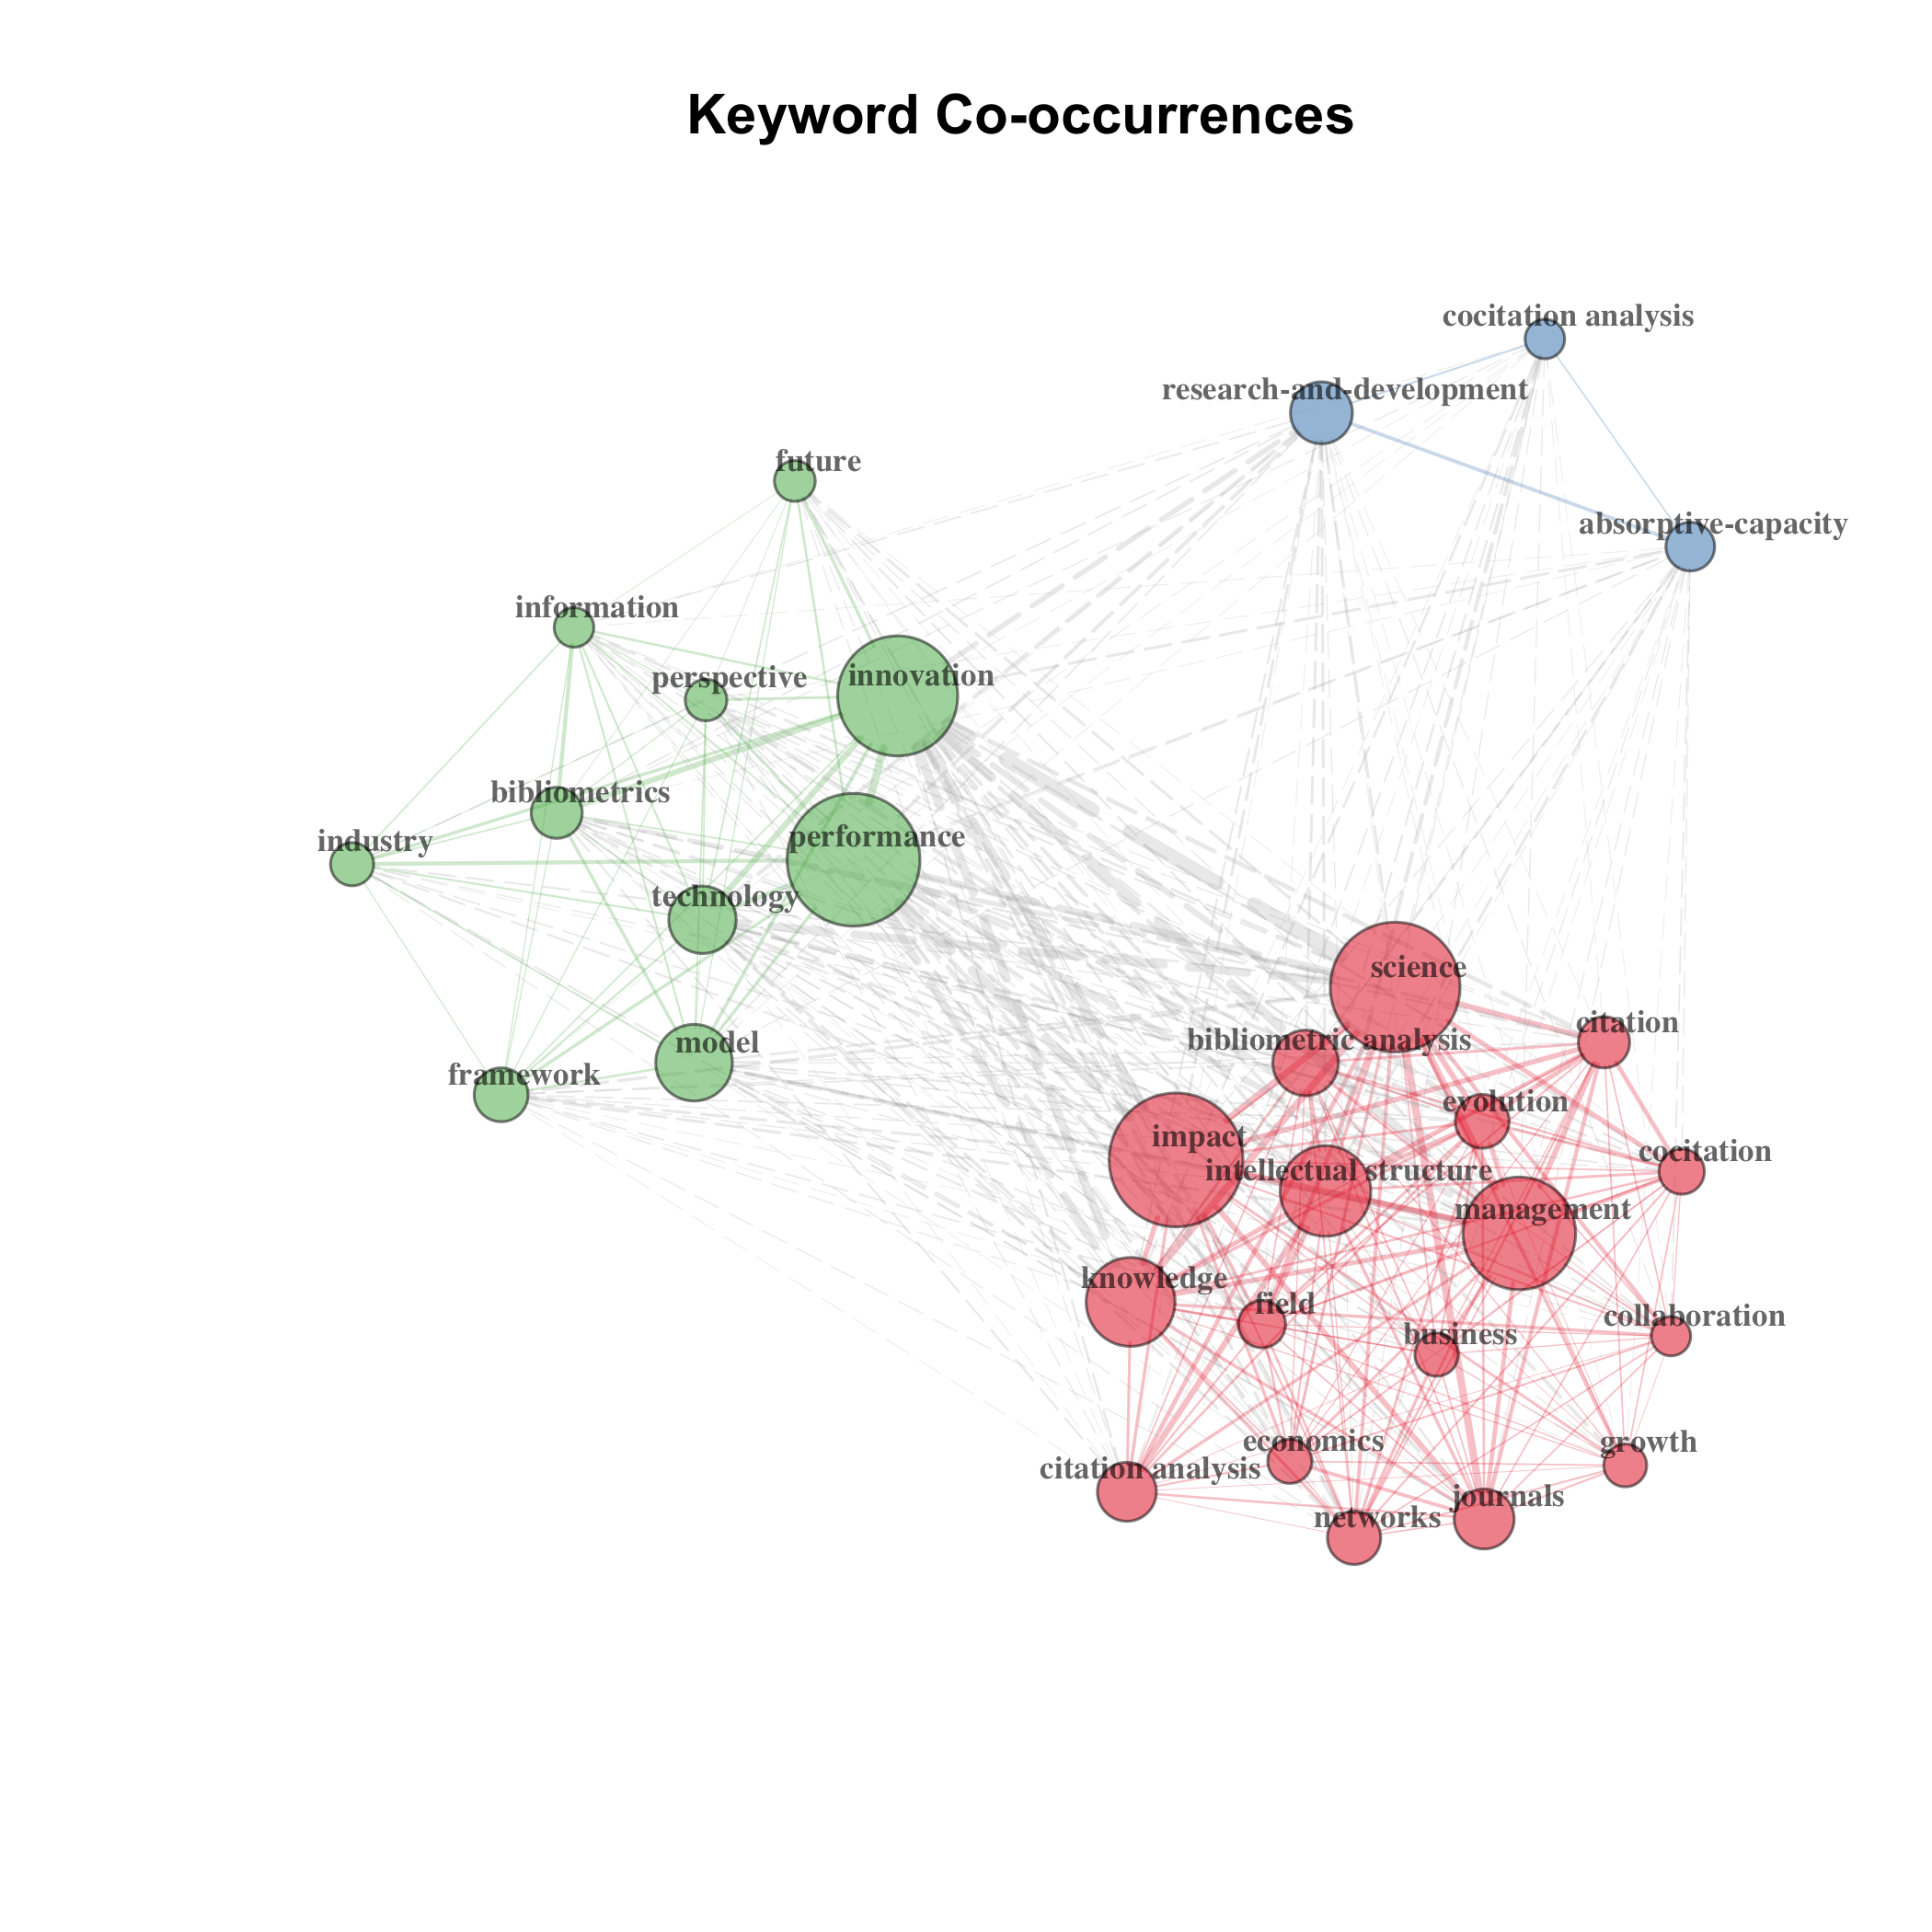 Keyword Co-occurrences
cocitation analysis
research-and-development
future
absorptive-capacity
information
perspective
innovation
bibliometrics
industry
performance
technology
science
citation
model
bibliometric analysis
framework
evolution
impact
cocitation
intellectual structure
management
knowledge
field
collaboration
business
economics
growth
citation analysis
journals
networks